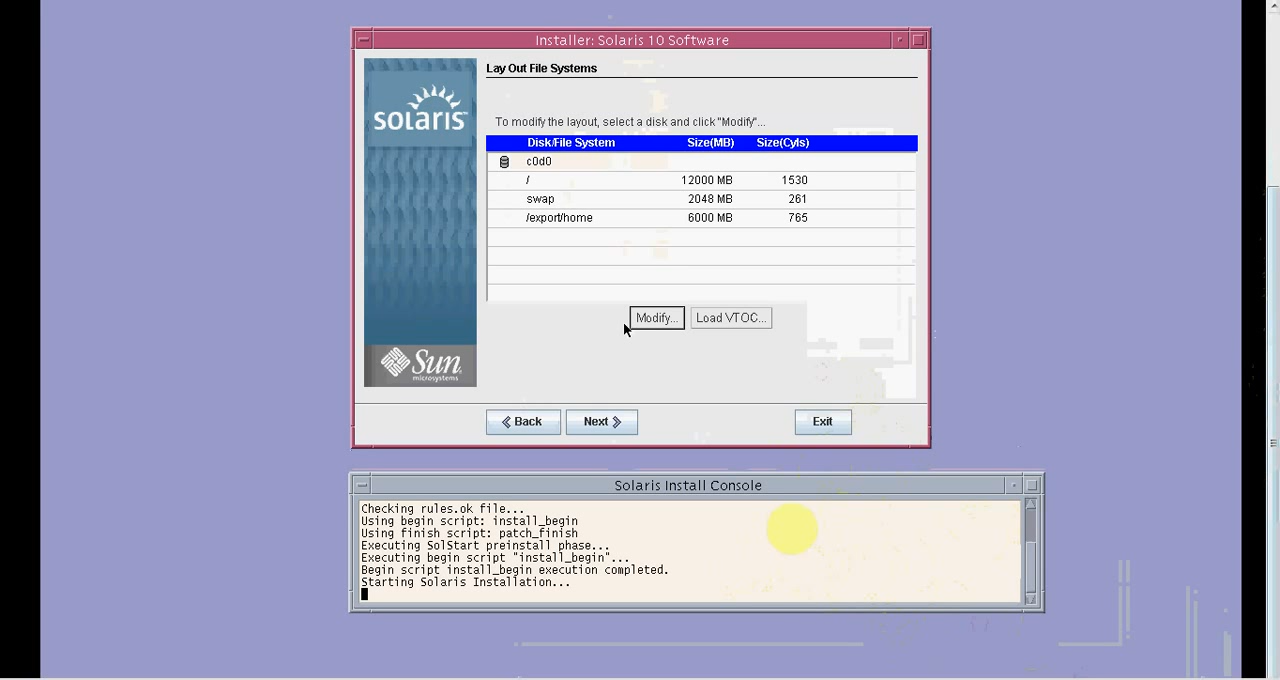 Installer: Solaris 10 Software
Lay Out File Systems
solaris
To modify the layout, select a disk and click "Modify"...
Disk/File System Size(MB) Size(Cyls)
c0d0
/ 12000 MB 1530
swap 2048 MB 261
/export/home 6000 MB 765
Modify... Load VTOC...
Sun
microsystems
Back Next Exit
Solaris Install Console
Checking rules.ok file...
Using begin script: install_begin
Using finish script: patch_finish
Executing SolStart preinstall phase...
Executing begin script "install_begin"...
Begin script install_begin execution completed.
Starting Solaris Installation...